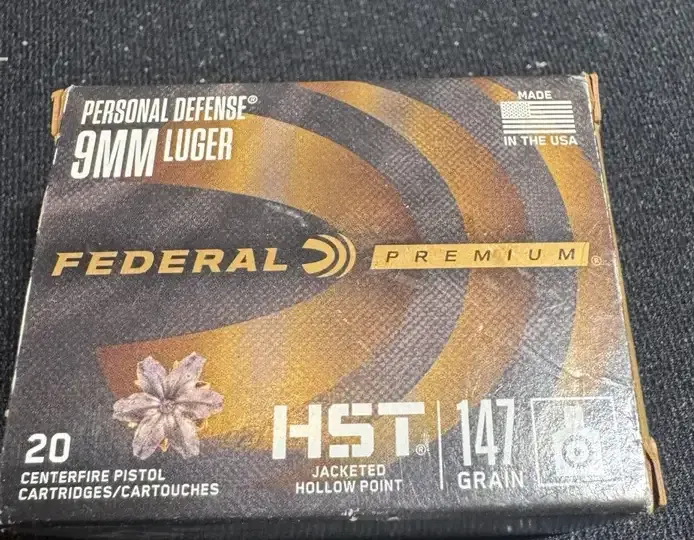 PERSONAL DEFENSE®
9MM LUGER
MADE
IN THE USA
FEDERAL PREMIUM®
20
CENTERFIRE PISTOL
CARTRIDGES/CARTOUCHES
HST®
JACKETED
HOLLOW POINT
147
GRAIN